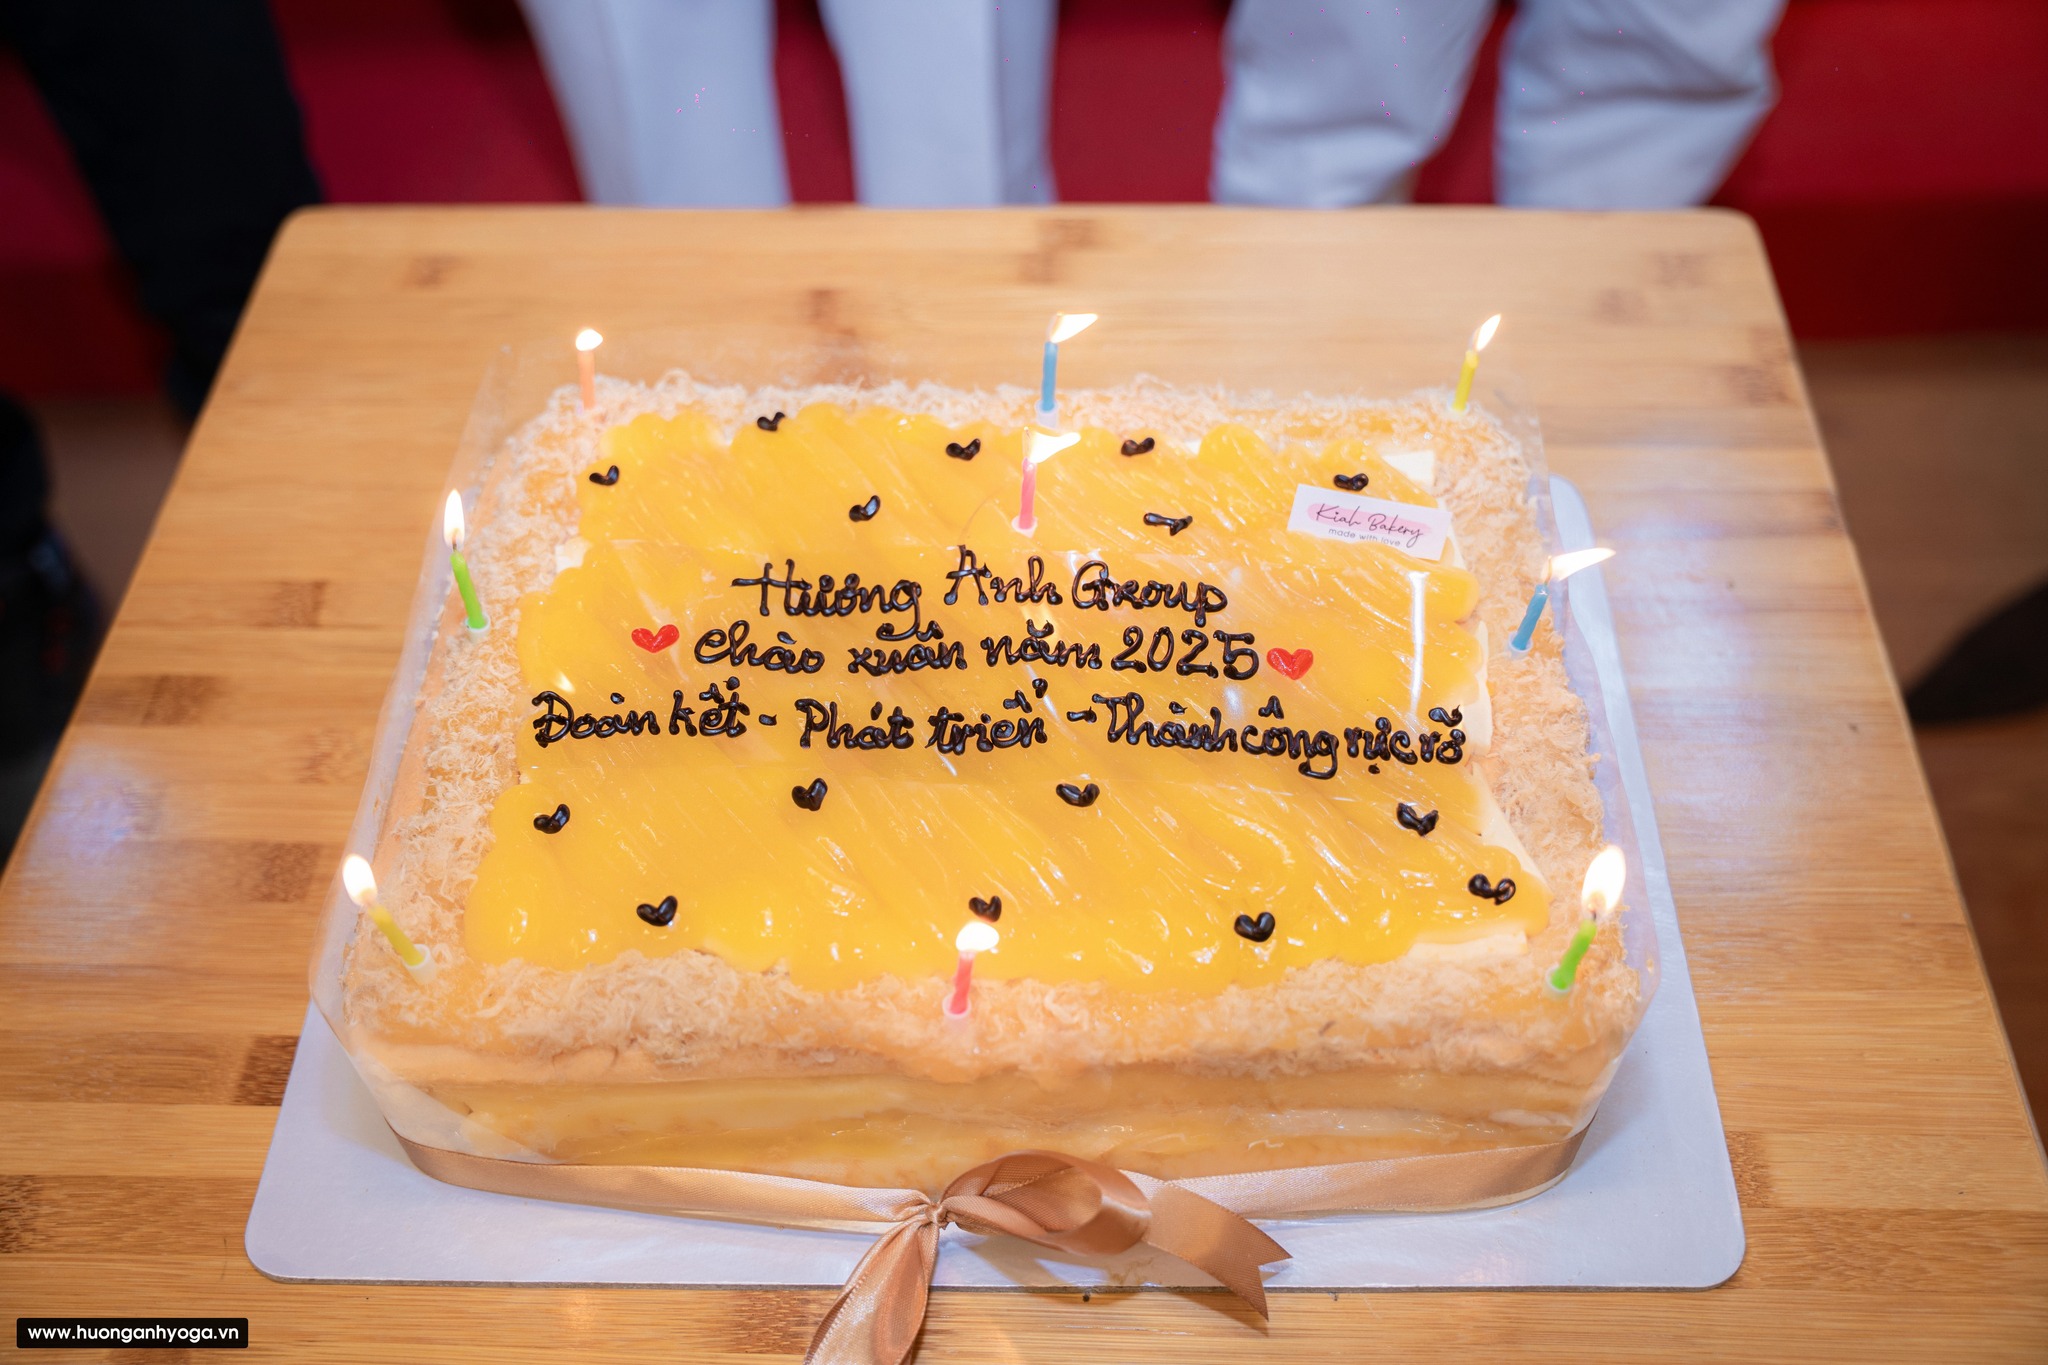 Kiah Bakery
made with love
Hương Anh Group
Chào xuân năm 2025
Đoàn kết - Phát triển - Thành công rực rỡ
www.huonganhyoga.vn